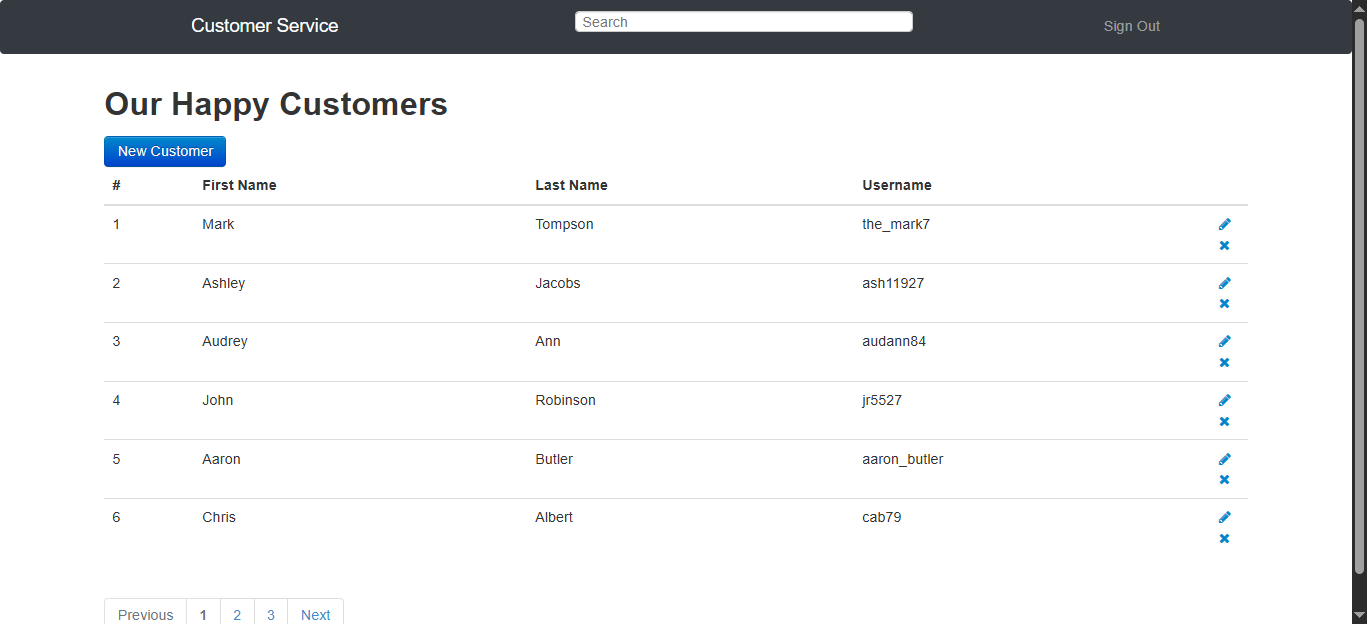 Customer Service Search Sign Out
Our Happy Customers
New Customer
# First Name Last Name Username
1 Mark Tompson the_mark7
2 Ashley Jacobs ash11927
3 Audrey Ann audann84
4 John Robinson jr5527
5 Aaron Butler aaron_butler
6 Chris Albert cab79
Previous 1 2 3 Next